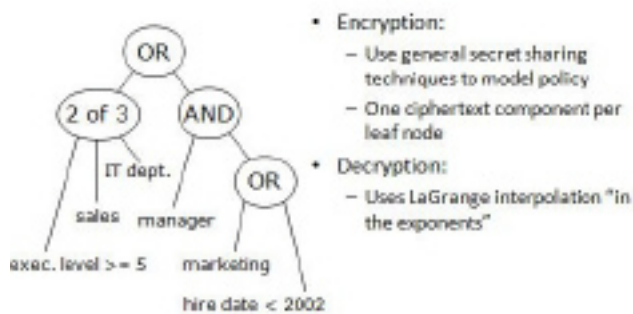 OR
2 of 3
AND
IT dept.
OR
sales
manager
exec. level >= 5
marketing
hire date < 2002
• Encryption:
– Use general secret sharing
techniques to model policy
– One ciphertext component per
leaf node
• Decryption:
– Uses LaGrange interpolation “in
the exponents”